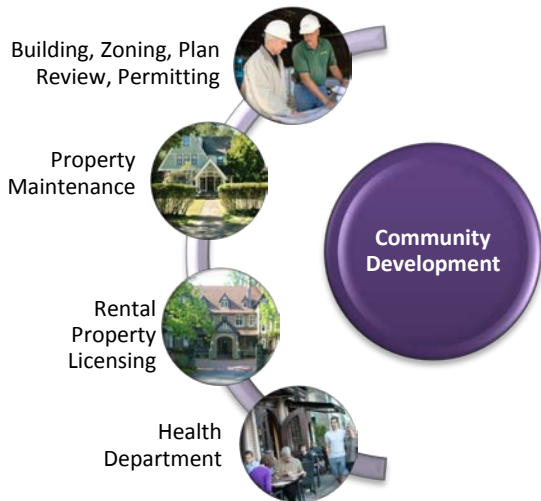 Building, Zoning, Plan
Review, Permitting
Property
Maintenance
Community
Development
Rental
Property
Licensing
Health
Department